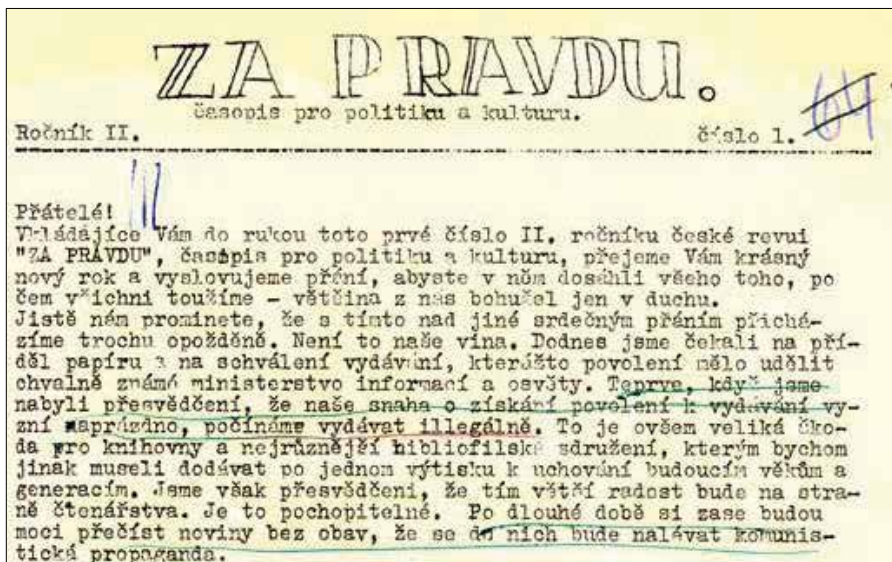 ZA PRAVDU.
časopis pro politiku a kulturu.
Ročník II.
číslo 1.
64
Přátelé!
Vkládajíce Vám do rukou toto prvé číslo II. ročníku české revui
"ZA PRAVDU", časopis pro politiku a kulturu, přejeme Vám krásný
nový rok a vyslovujeme přání, abyste v něm dosáhli všeho toho, po
čem všichni toužíme - většina z nás bohužel jen v duchu.
Jistě nám prominete, že s tímto nad jiné srdečným přáním přichá-
zíme trochu opožděně. Není to naše vina. Dodnes jsme čekali na pří-
děl papíru a na schválení vydávání, kterážto povolení mělo udělit
chvalně známé ministerstvo informací a osvěty. Teprve, když jsme
nabyli přesvědčení, že naše snaha o získání povolení k vydávání vy-
zní naprázdno, počínáme vydávat illegálně. To je ovšem veliká ško-
da pro knihovny a nejrůznější bibliofilské sdružení, kterým bychom
jinak museli dodávat po jednom výtisku k uchování budoucím věkům a
generacím. Jsme však přesvědčeni, že tím větší radost bude na stra-
ně čtenářstva. Je to pochopitelné. Po dlouhé době si zase budou
moci přečíst noviny bez obav, že se do nich bude nalávat komunis-
tická propaganda.